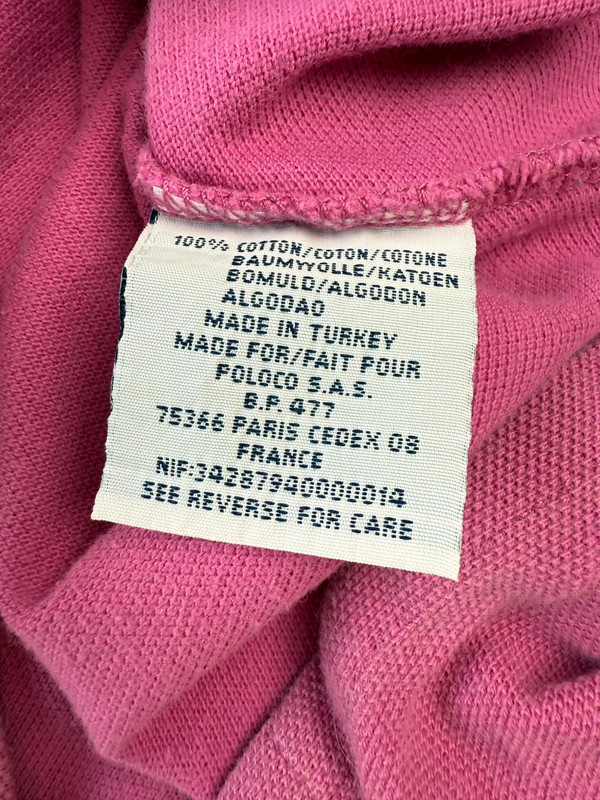 100% COTTON/COTON/COTONE
BAUMWOLLE/KATOEN
BOMULD/ALGODON
ALGODAO
MADE IN TURKEY
MADE FOR/FAIT POUR
POLOCO S.A.S.
B.P. 477
75366 PARIS CEDEX 08
FRANCE
NIF:34287940000014
SEE REVERSE FOR CARE